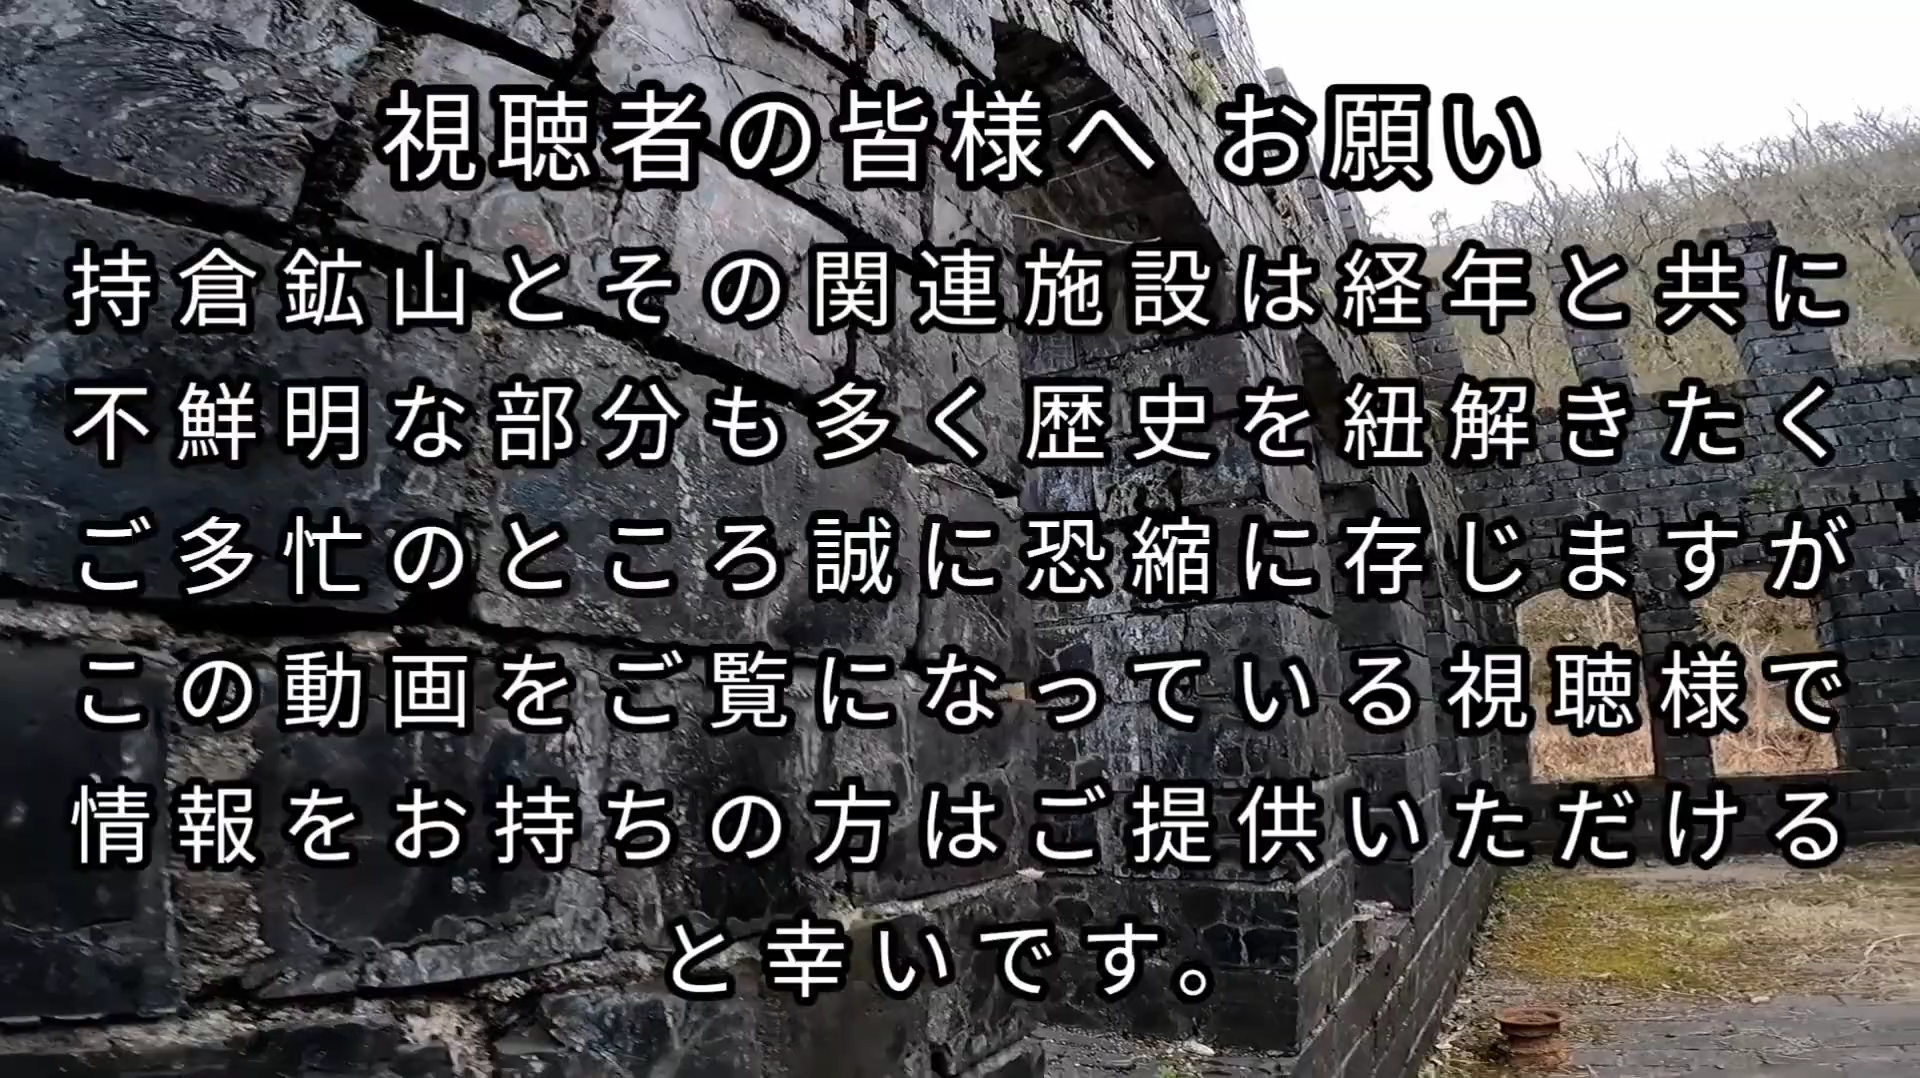 視聴者の皆様へ お願い
持倉鉱山とその関連施設は経年と共に
不鮮明な部分も多く歴史を紐解きたく
ご多忙のところ誠に恐縮に存じますが
この動画をご覧になっている視聴様で
情報をお持ちの方はご提供いただける
と幸いです。